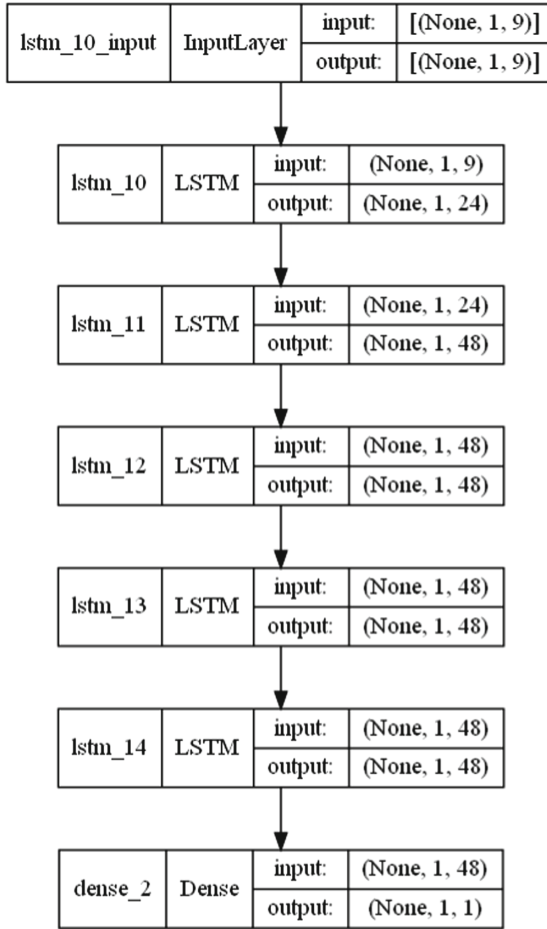 lstm_10_input InputLayer input: [(None, 1, 9)]
output: [(None, 1, 9)]
lstm_10 LSTM input: (None, 1, 9)
output: (None, 1, 24)
lstm_11 LSTM input: (None, 1, 24)
output: (None, 1, 48)
lstm_12 LSTM input: (None, 1, 48)
output: (None, 1, 48)
lstm_13 LSTM input: (None, 1, 48)
output: (None, 1, 48)
lstm_14 LSTM input: (None, 1, 48)
output: (None, 1, 48)
dense_2 Dense input: (None, 1, 48)
output: (None, 1, 1)